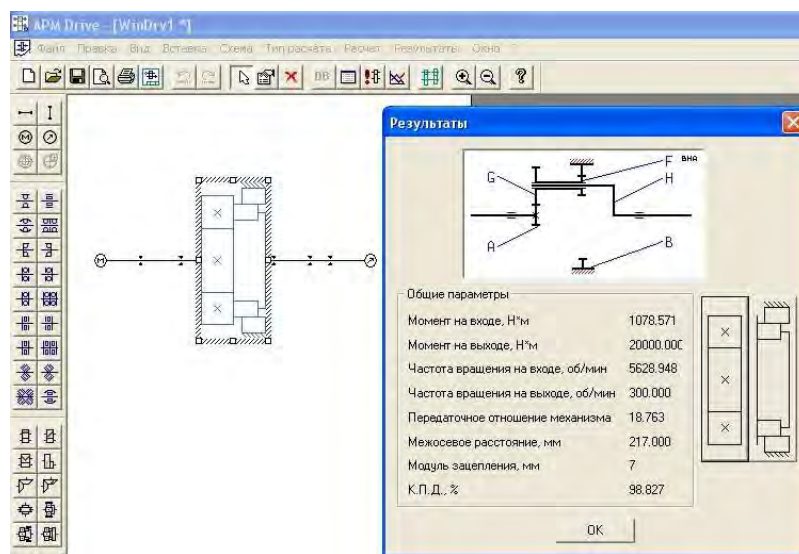 APM Drive - [WinDrv1 *]
Файл Правка Вид Вставка Схема Тип расчёта Расчет Результаты Окно ?
DB
Результаты
F вна
G
H
A
B
Общие параметры
Момент на входе, Н*м 1078.571
Момент на выходе, Н*м 20000.000
Частота вращения на входе, об/мин 5628.948
Частота вращения на выходе, об/мин 300.000
Передаточное отношение механизма 18.763
Межосевое расстояние, мм 217.000
Модуль зацепления, мм 7
К.П.Д., % 98.827
OK